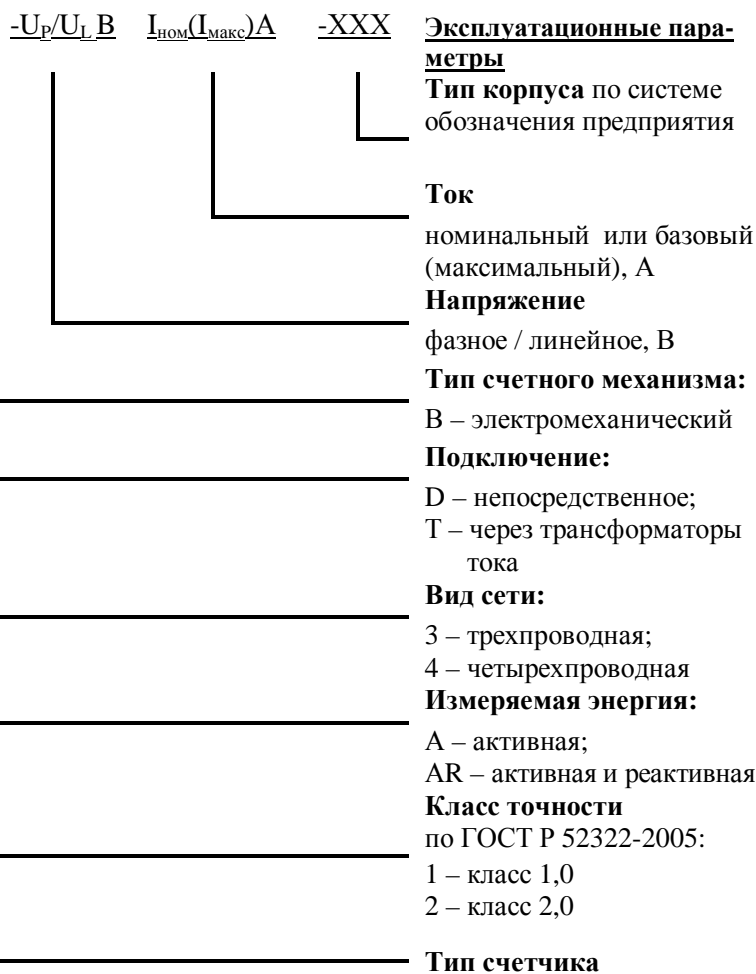 -UP/UL В Iном(Iмакс)А -XXX Эксплуатационные пара-
метры
Тип корпуса по системе
обозначения предприятия
Ток
номинальный или базовый
(максимальный), А
Напряжение
фазное / линейное, В
Тип счетного механизма:
В – электромеханический
Подключение:
D – непосредственное;
Т – через трансформаторы
тока
Вид сети:
3 – трехпроводная;
4 – четырехпроводная
Измеряемая энергия:
А – активная;
AR – активная и реактивная
Класс точности
по ГОСТ Р 52322-2005:
1 – класс 1,0
2 – класс 2,0
Тип счетчика